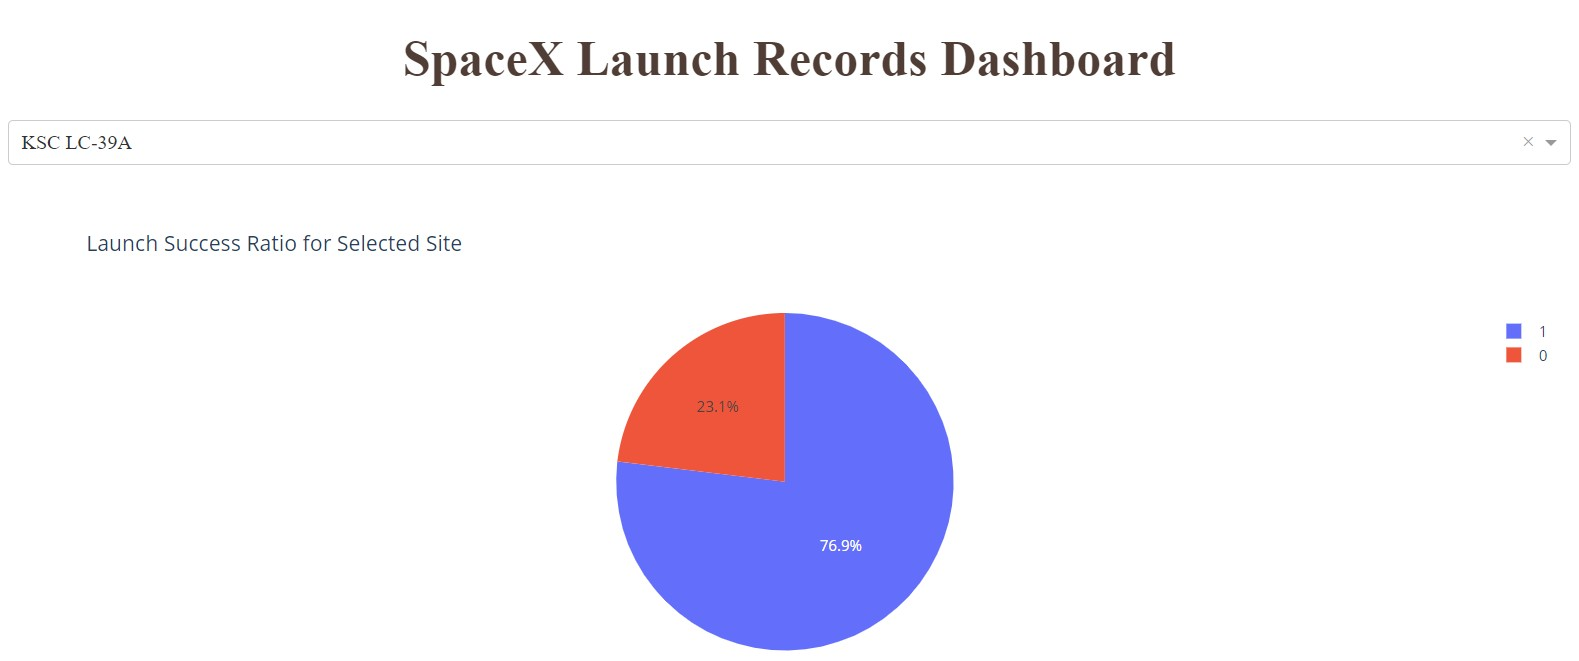 SpaceX Launch Records Dashboard
KSC LC-39A
Launch Success Ratio for Selected Site
1
0
23.1%
76.9%